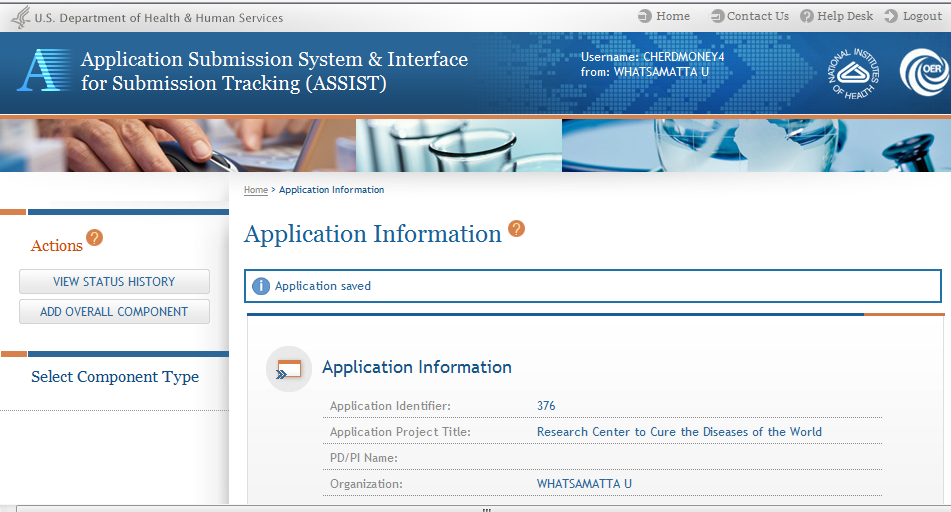 U.S. Department of Health & Human Services
Home Contact Us ? Help Desk Logout
A Application Submission System & Interface
for Submission Tracking (ASSIST)
Username: CHERDMONEY4
from: WHATSAMATTA U
NATIONAL INSTITUTES OF HEALTH
OER
Home > Application Information
Actions ?
VIEW STATUS HISTORY
ADD OVERALL COMPONENT
Select Component Type
Application Information ?
i Application saved
Application Information
Application Identifier: 376
Application Project Title: Research Center to Cure the Diseases of the World
PD/PI Name:
Organization: WHATSAMATTA U